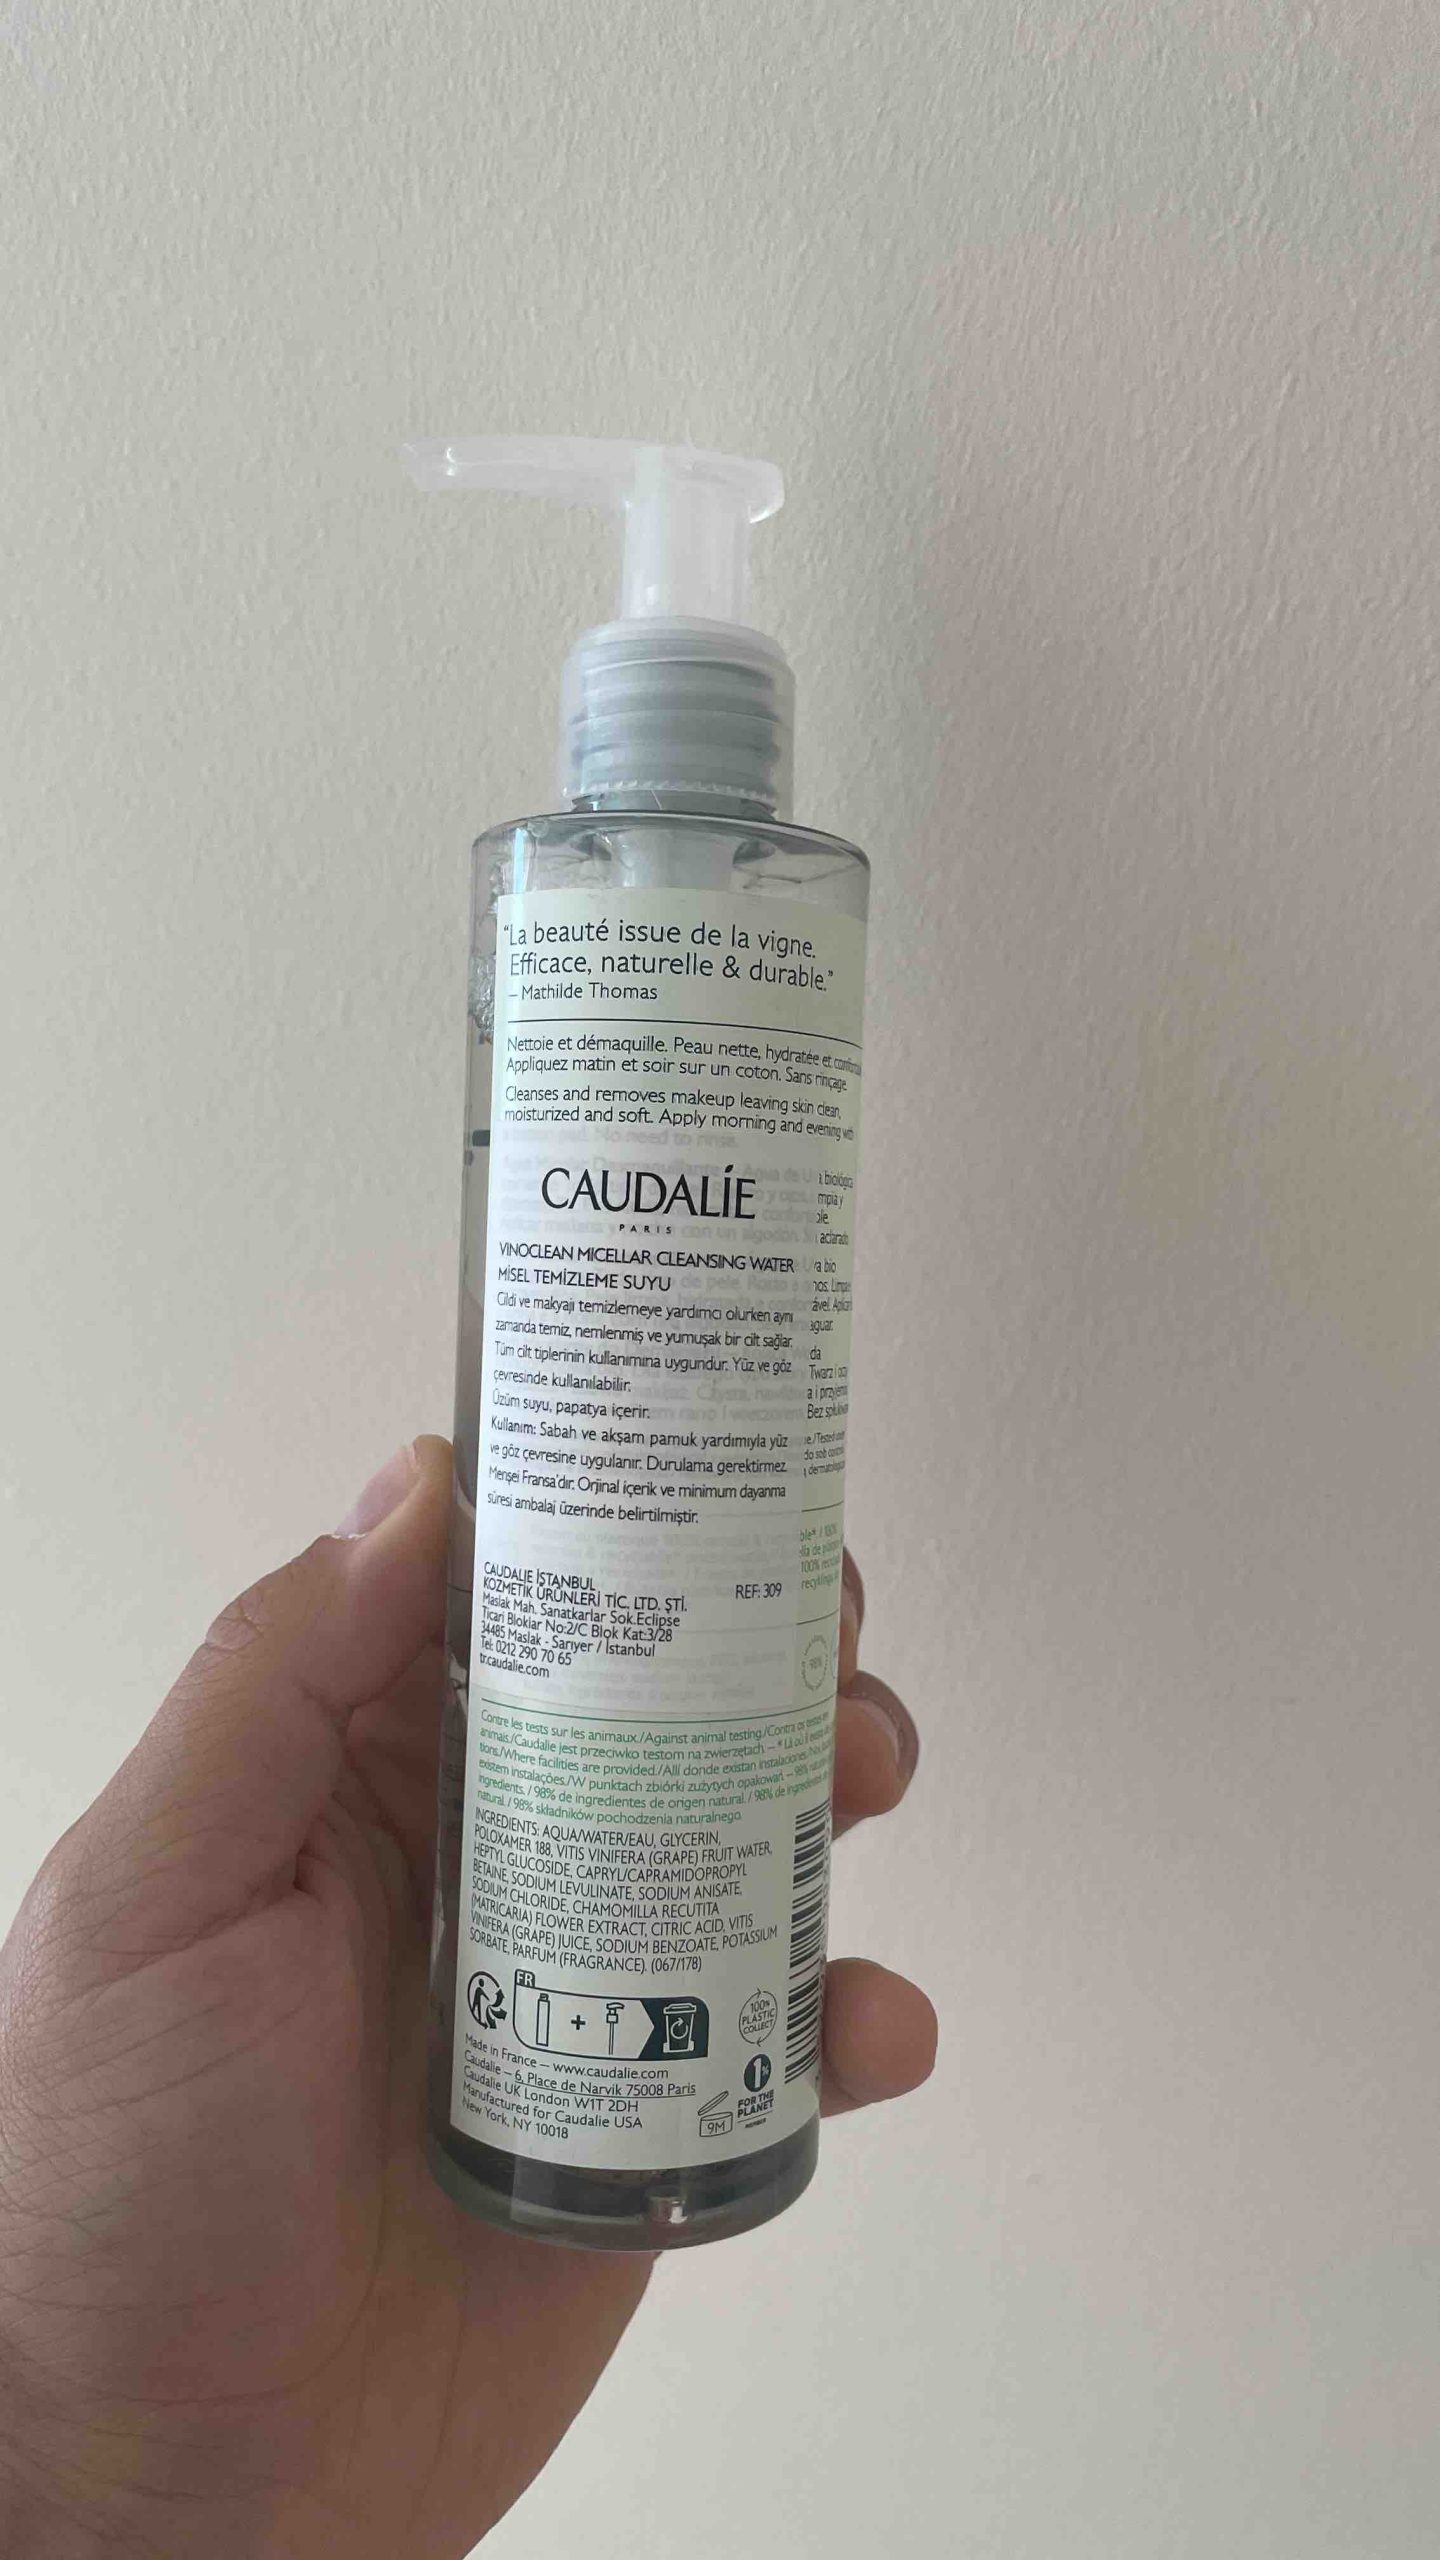 "La beauté issue de la vigne.
Efficace, naturelle & durable."
– Mathilde Thomas
Nettoie et démaquille. Peau nette, hydratée et
Appliquez matin et soir sur un coton. Sans rinçage
Cleanses and removes makeup leaving skin clean,
moisturized and soft. Apply morning and evening
No need to rinse.
CAUDALÍE
PARIS
VINOCLEAN MICELLAR CLEANSING WATER
MİSEL TEMİZLEME SUYU
Cildi ve makyajı temizlemeye yardımcı olurken aynı
zamanda temiz, nemlenmiş ve yumuşak bir cilt sağlar.
Tüm cilt tiplerinin kullanımına uygundur. Yüz ve göz
çevresinde kullanılabilir.
Üzüm suyu, papatya içerir.
Kullanım: Sabah ve akşam pamuk yardımıyla yüz
ve göz çevresine uygulanır. Durulama gerektirmez.
Menşei Fransa'dır. Orjinal içerik ve minimum dayanma
süresi ambalaj üzerinde belirtilmiştir.
CAUDALIE İSTANBUL
KOZMETİK ÜRÜNLERİ TİC. LTD. ŞTİ.
REF: 309
Maslak Mah. Sanatkarlar Sok.Eclipse
Ticari Bloklar No:2/C Blok Kat:3/28
34485 Maslak - Sarıyer / İstanbul
Tel: 0212 290 70 65
tr.caudalie.com
98%
Contre les tests sur les animaux./Against animal testing./Contra os testes
animais./Caudalie jest przeciwko testom na zwierzętach. – * Là où
tions./Where facilities are provided./Allí donde existan instalaciones.
existem instalações./W punktach zbiórki zużytych opakowań. – 98%
ingredients. / 98% de ingredientes de origen natural. / 98% de
natural. / 98% składników pochodzenia naturalnego.
INGREDIENTS: AQUA/WATER/EAU, GLYCERIN,
POLOXAMER 188, VITIS VINIFERA (GRAPE) FRUIT WATER,
HEPTYL GLUCOSIDE, CAPRYL/CAPRAMIDOPROPYL
BETAINE, SODIUM LEVULINATE, SODIUM ANISATE,
SODIUM CHLORIDE, CHAMOMILLA RECUTITA
(MATRICARIA) FLOWER EXTRACT, CITRIC ACID, VITIS
VINIFERA (GRAPE) JUICE, SODIUM BENZOATE, POTASSIUM
SORBATE, PARFUM (FRAGRANCE). (067/178)
FR
+
100%
PLASTIC
COLLECT
Made in France – www.caudalie.com
Caudalie – 6, Place de Narvik 75008 Paris
Caudalie UK London W1T 2DH
Manufactured for Caudalie USA
New York, NY 10018
9M
1%
FOR THE
PLANET
MEMBER